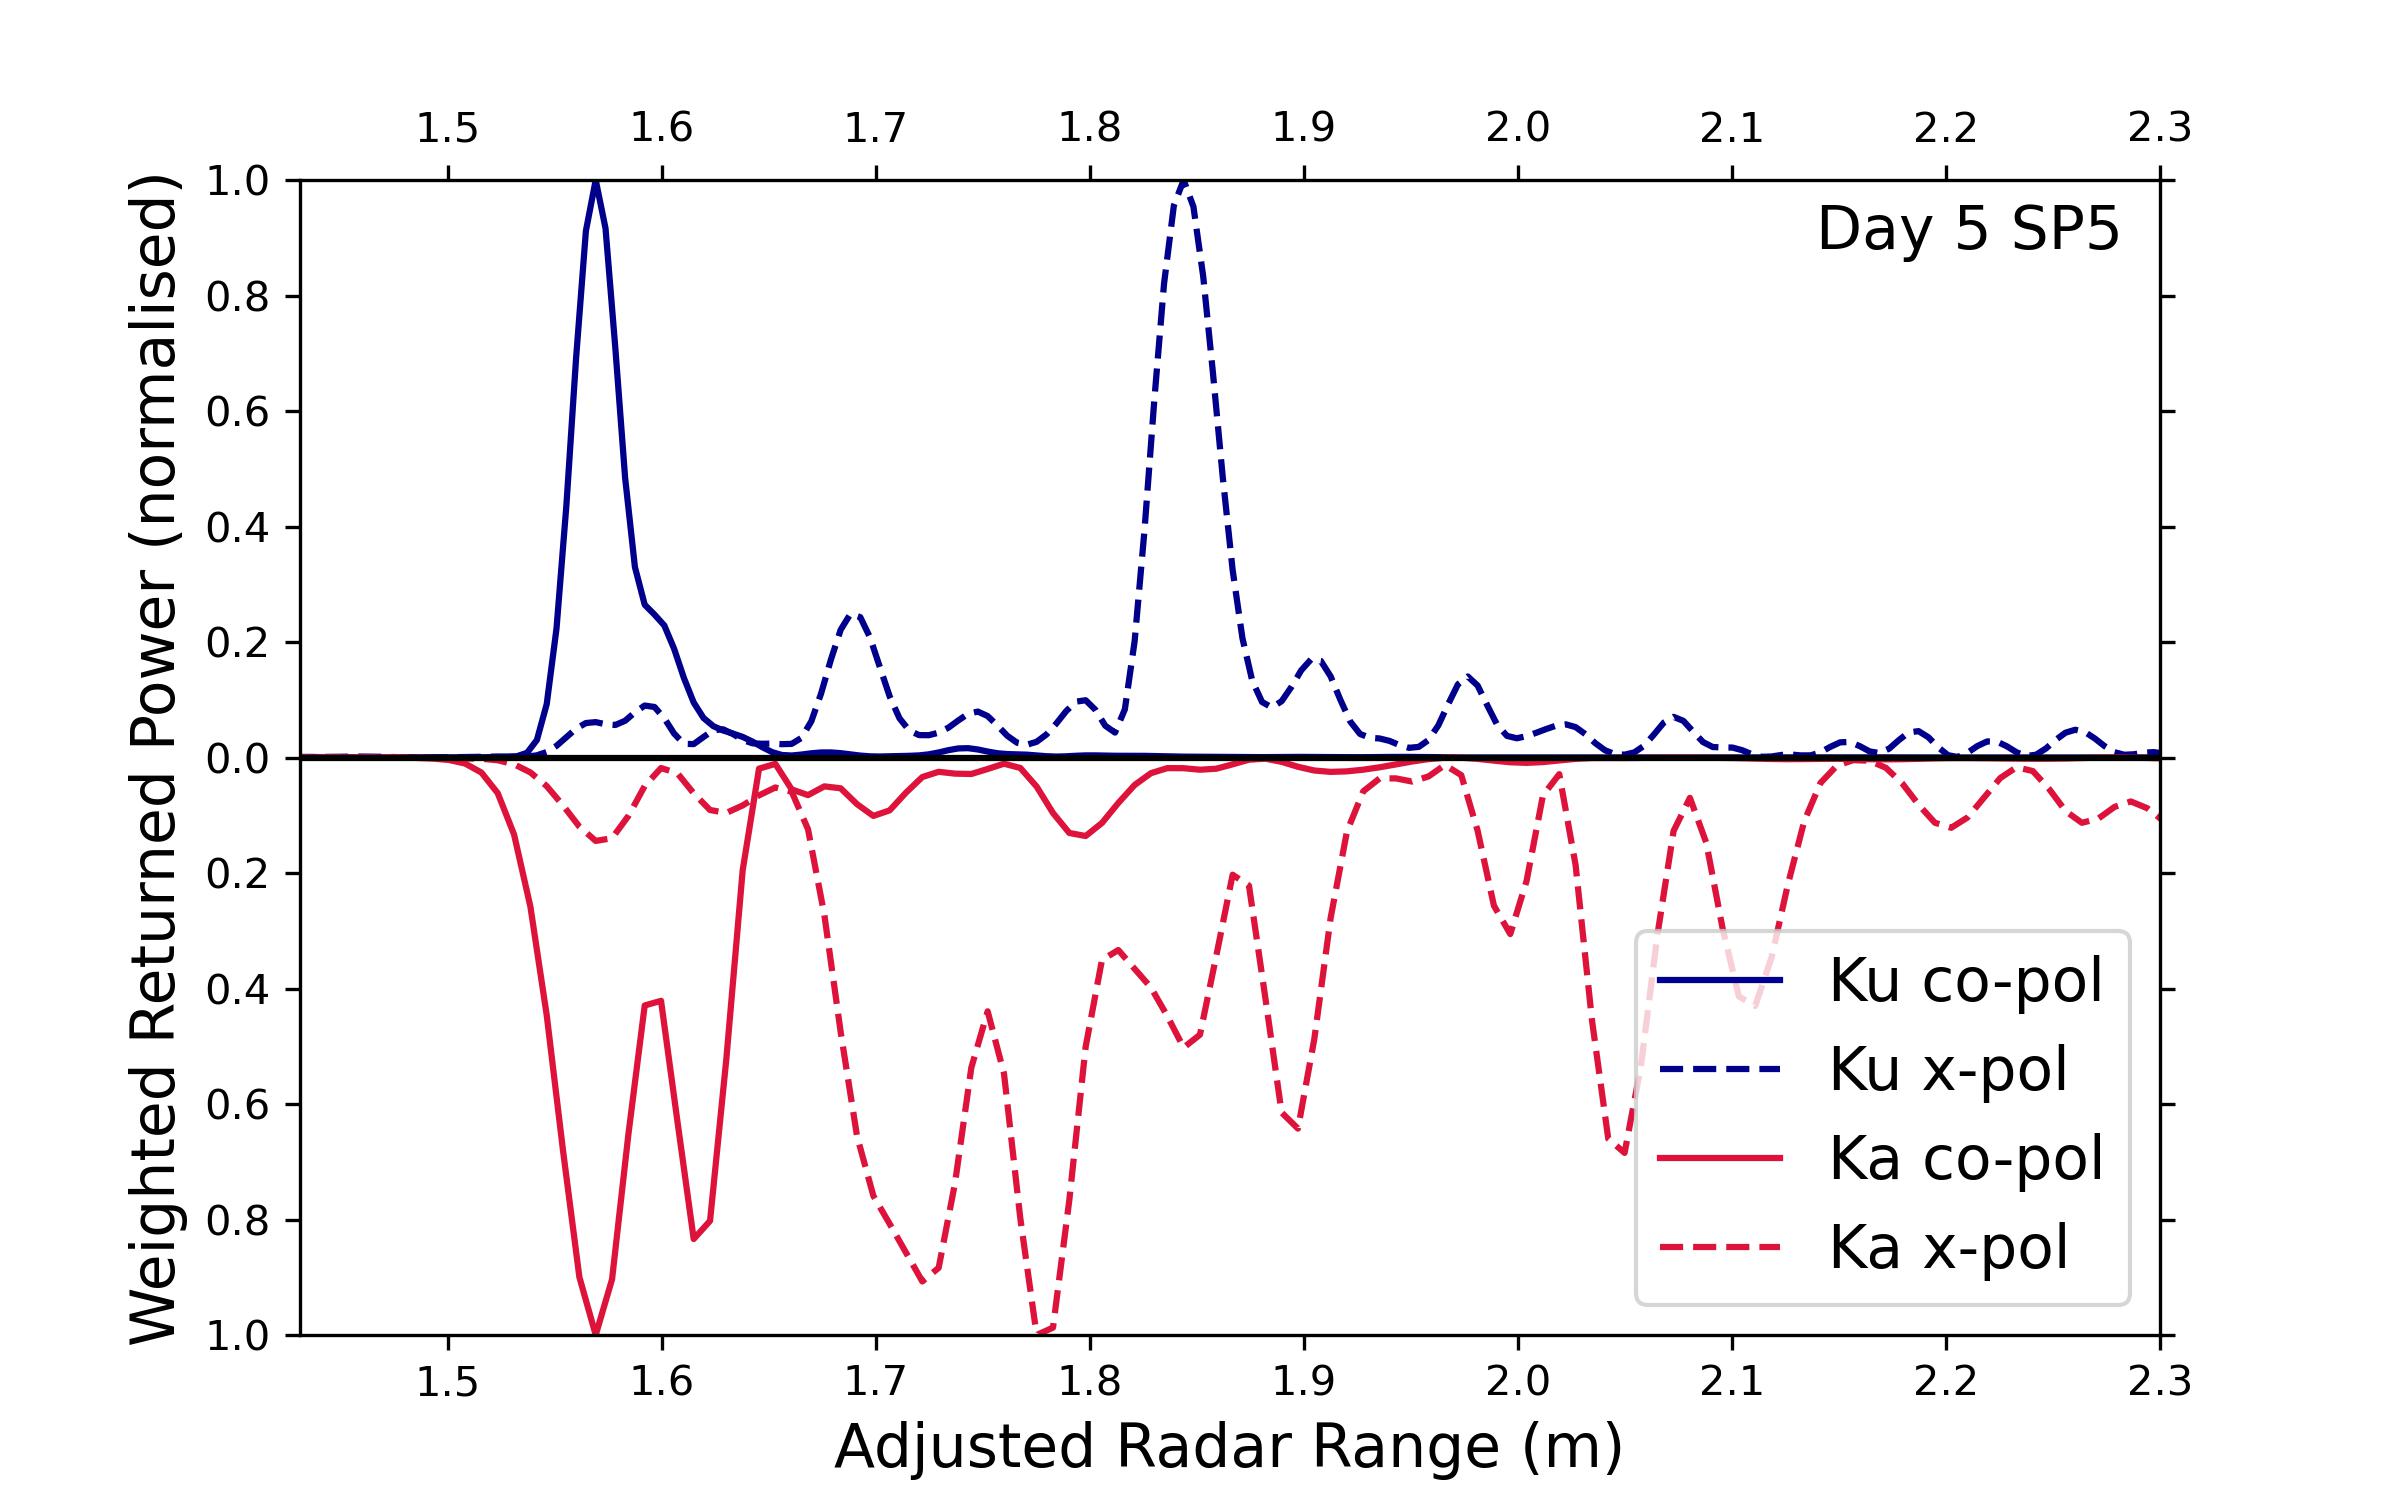 1.5 1.6 1.7 1.8 1.9 2.0 2.1 2.2 2.3
Weighted Returned Power (normalised)
1.0
0.8
0.6
0.4
0.2
0.0
0.2
0.4
0.6
0.8
1.0
Day 5 SP5
Ku co-pol
Ku x-pol
Ka co-pol
Ka x-pol
1.5 1.6 1.7 1.8 1.9 2.0 2.1 2.2 2.3
Adjusted Radar Range (m)